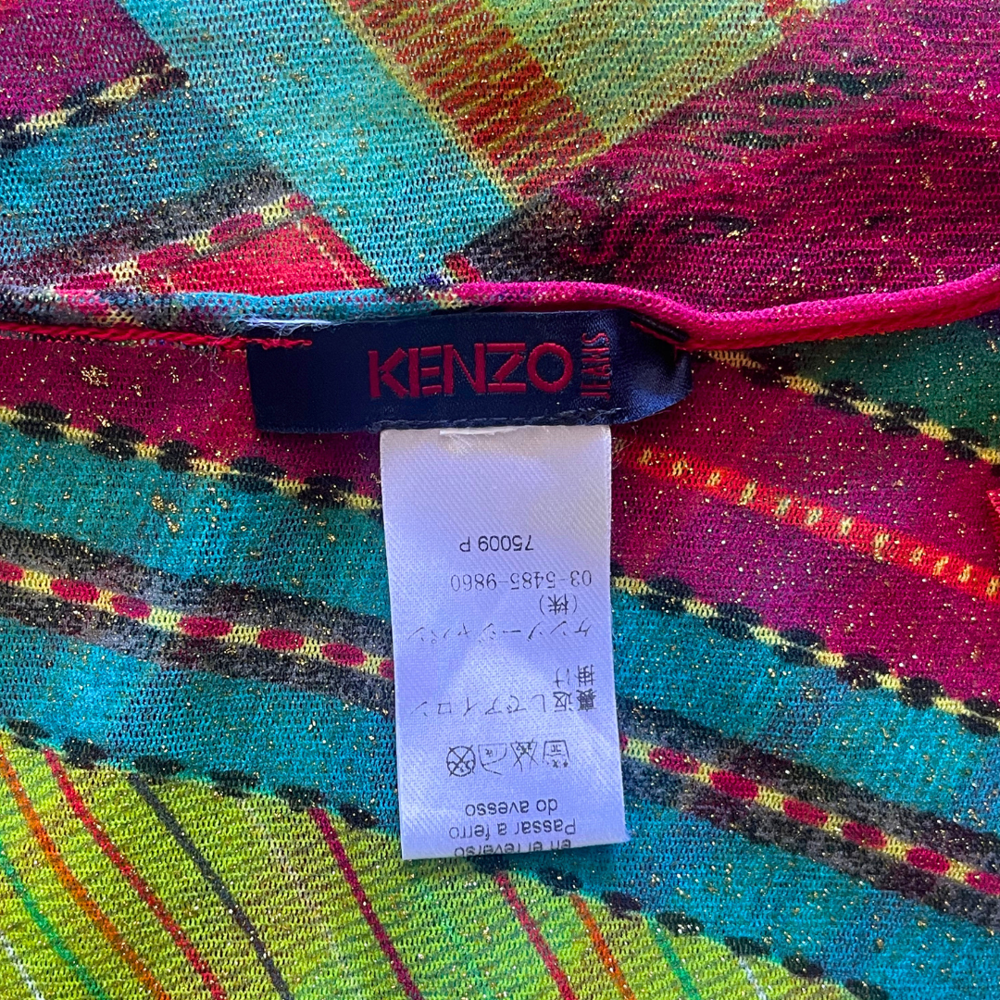 KENZO
JEANS
en el reverso
Passar a ferro
do avesso
裏返してアイロン
掛け
ケンゾージャパン
(株)
03-5485-9860
75009 P